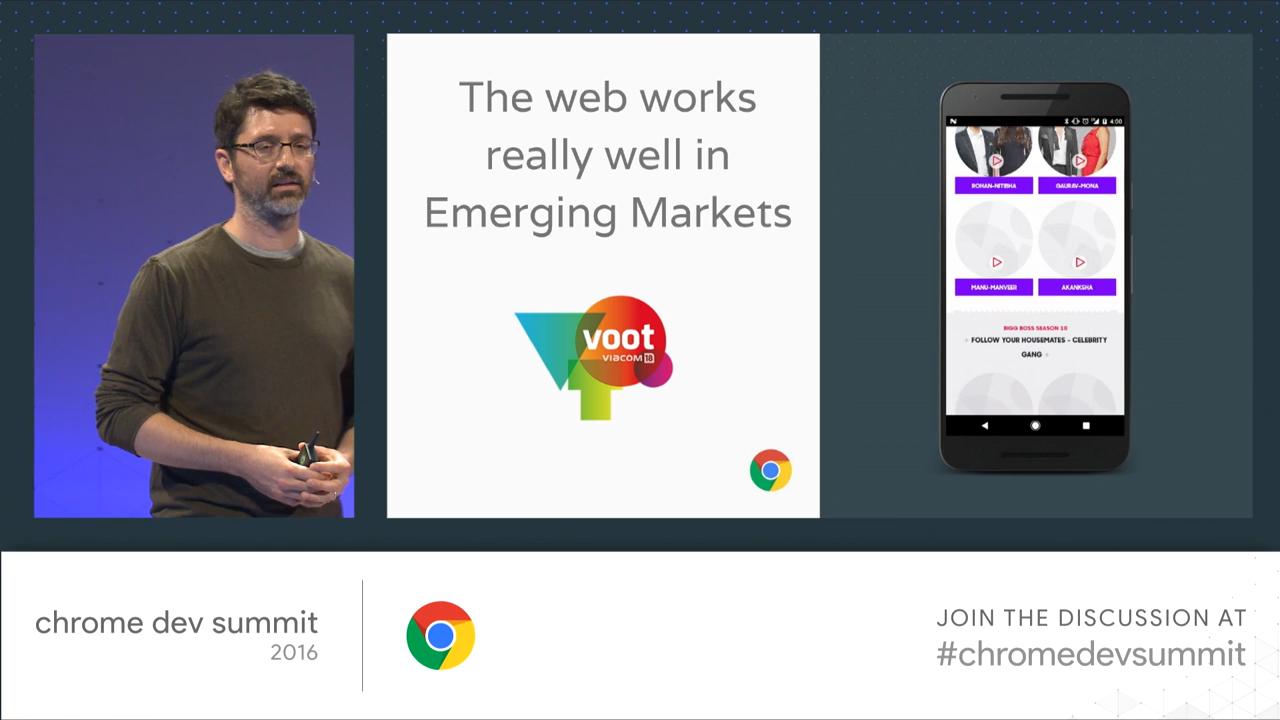 The web works
really well in
Emerging Markets
voot
VIACOM 18
4:00
ROHAN-NITIBHA
GAURAV-MONA
MANU-MANVEER
AKANKSHA
BIGG BOSS SEASON 10
FOLLOW YOUR HOUSEMATES - CELEBRITY
GANG
chrome dev summit
2016
JOIN THE DISCUSSION AT
#chromedevsummit